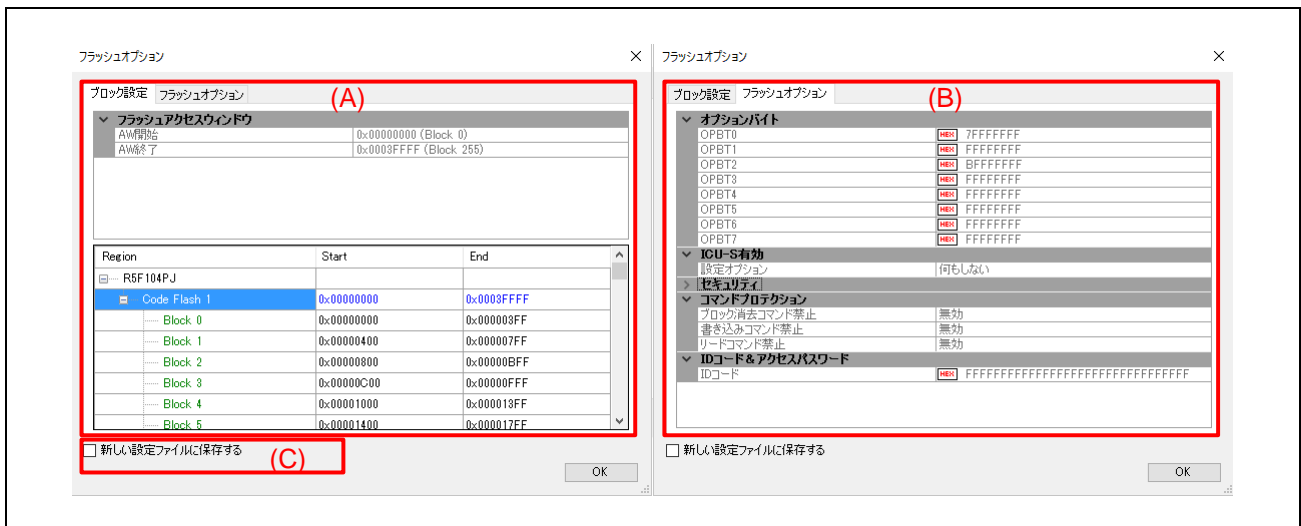 フラッシュオプション
ブロック設定 フラッシュオプション
(A)
フラッシュアクセスウィンドウ
AW開始 0x00000000 (Block 0)
AW終了 0x0003FFFF (Block 255)
Region Start End
R5F104PJ
Code Flash 1 0x00000000 0x0003FFFF
Block 0 0x00000000 0x000003FF
Block 1 0x00000400 0x000007FF
Block 2 0x00000800 0x00000BFF
Block 3 0x00000C00 0x00000FFF
Block 4 0x00001000 0x000013FF
Block 5 0x00001400 0x000017FF
新しい設定ファイルに保存する
(C)
OK
フラッシュオプション
ブロック設定 フラッシュオプション
(B)
オプションバイト
OPBT0 HEX 7FFFFFFF
OPBT1 HEX FFFFFFFF
OPBT2 HEX BFFFFFFF
OPBT3 HEX FFFFFFFF
OPBT4 HEX FFFFFFFF
OPBT5 HEX FFFFFFFF
OPBT6 HEX FFFFFFFF
OPBT7 HEX FFFFFFFF
ICU-S有効
設定オプション 何もしない
セキュリティ
コマンドプロテクション
ブロック消去コマンド禁止 無効
書き込みコマンド禁止 無効
リードコマンド禁止 無効
IDコード&アクセスパスワード
IDコード HEX FFFFFFFFFFFFFFFFFFFFFFFFFFFFFFFF
新しい設定ファイルに保存する
OK